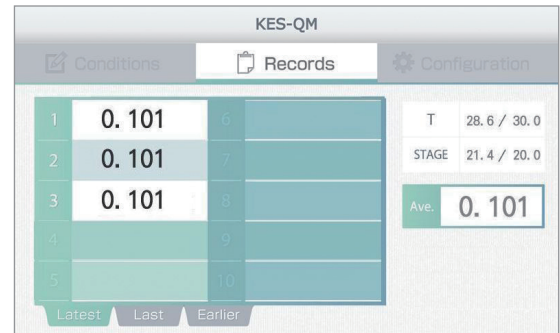 KES-QM
Conditions Records Configuration
1 0.101 6
2 0.101 7
3 0.101 8
4 9
5 10
T 28.6 / 30.0
STAGE 21.4 / 20.0
Ave. 0.101
Latest Last Earlier